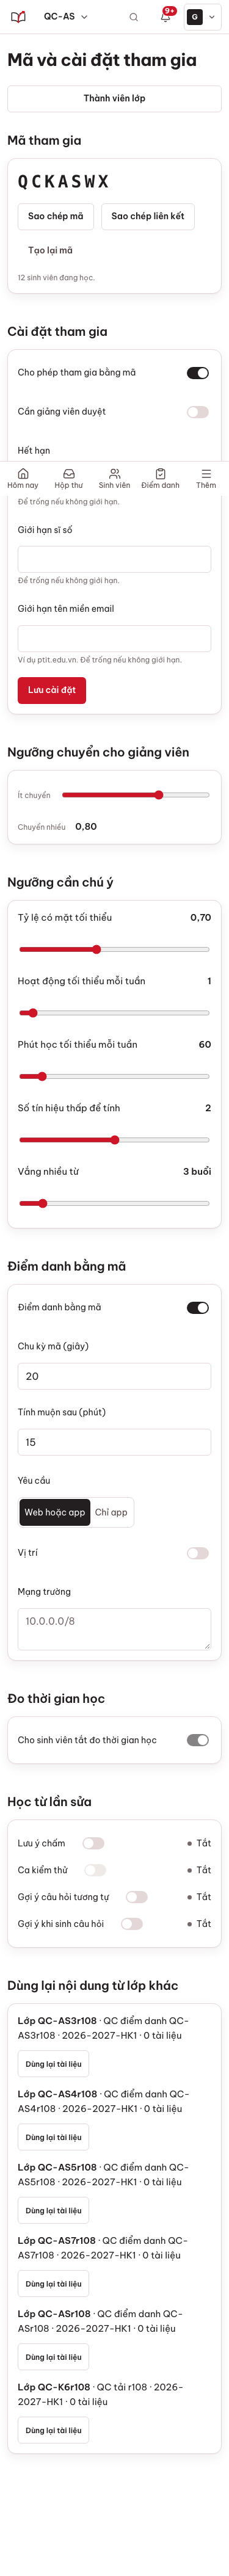 QC-AS
9+
G
Mã và cài đặt tham gia
Thành viên lớp
Mã tham gia
QCKASWX
Sao chép mã
Sao chép liên kết
Tạo lại mã
12 sinh viên đang học.
Cài đặt tham gia
Cho phép tham gia bằng mã
Cần giảng viên duyệt
Hết hạn
Hôm nay
Hộp thư
Sinh viên
Điểm danh
Thêm
Để trống nếu không giới hạn.
Giới hạn sĩ số
Để trống nếu không giới hạn.
Giới hạn tên miền email
Ví dụ ptit.edu.vn. Để trống nếu không giới hạn.
Lưu cài đặt
Ngưỡng chuyển cho giảng viên
Ít chuyển
Chuyển nhiều
0,80
Ngưỡng cần chú ý
Tỷ lệ có mặt tối thiểu
0,70
Hoạt động tối thiểu mỗi tuần
1
Phút học tối thiểu mỗi tuần
60
Số tín hiệu thấp để tính
2
Vắng nhiều từ
3 buổi
Điểm danh bằng mã
Điểm danh bằng mã
Chu kỳ mã (giây)
20
Tính muộn sau (phút)
15
Yêu cầu
Web hoặc app
Chỉ app
Vị trí
Mạng trường
10.0.0.0/8
Đo thời gian học
Cho sinh viên tắt đo thời gian học
Học từ lần sửa
Lưu ý chấm
Tắt
Ca kiểm thử
Tắt
Gợi ý câu hỏi tương tự
Tắt
Gợi ý khi sinh câu hỏi
Tắt
Dùng lại nội dung từ lớp khác
Lớp QC-AS3r108 · QC điểm danh QC-
AS3r108 · 2026-2027-HK1 · 0 tài liệu
Dùng lại tài liệu
Lớp QC-AS4r108 · QC điểm danh QC-
AS4r108 · 2026-2027-HK1 · 0 tài liệu
Dùng lại tài liệu
Lớp QC-AS5r108 · QC điểm danh QC-
AS5r108 · 2026-2027-HK1 · 0 tài liệu
Dùng lại tài liệu
Lớp QC-AS7r108 · QC điểm danh QC-
AS7r108 · 2026-2027-HK1 · 0 tài liệu
Dùng lại tài liệu
Lớp QC-ASr108 · QC điểm danh QC-
ASr108 · 2026-2027-HK1 · 0 tài liệu
Dùng lại tài liệu
Lớp QC-K6r108 · QC tải r108 · 2026-
2027-HK1 · 0 tài liệu
Dùng lại tài liệu